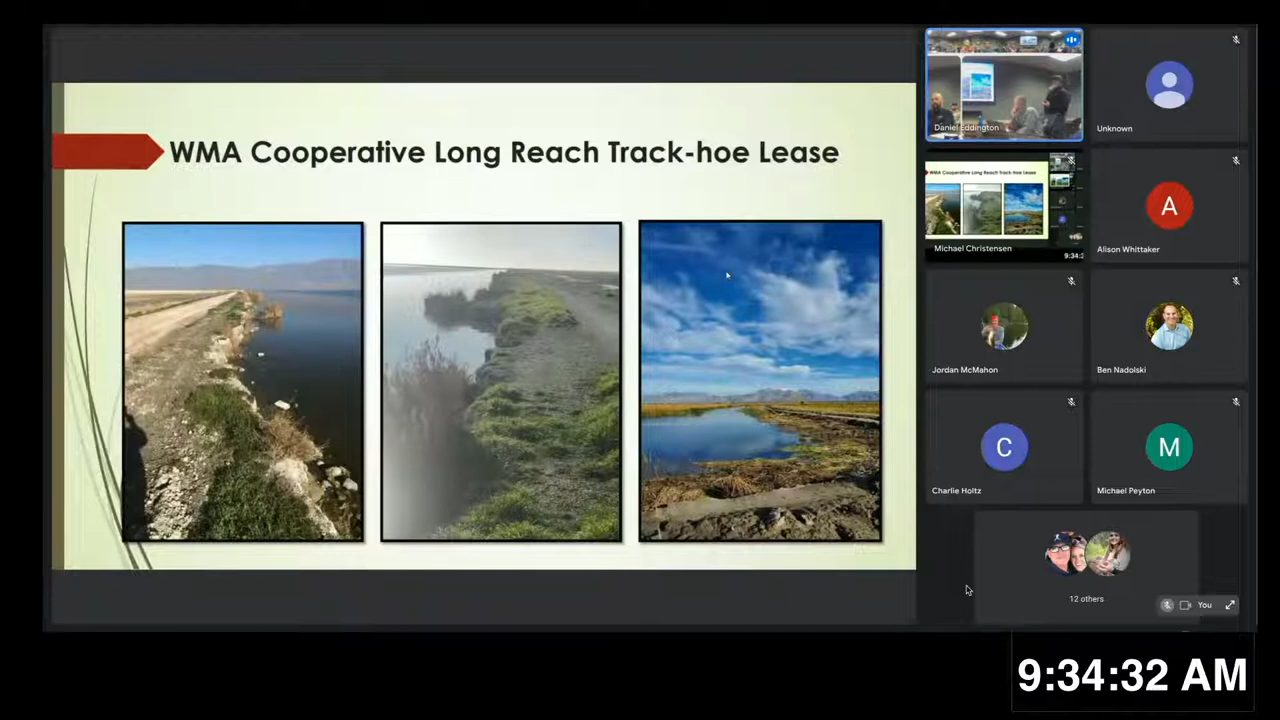 WMA Cooperative Long Reach Track-hoe Lease
Daniel Eddington
Unknown
WMA Cooperative Long Reach Track-hoe Lease
Michael Christensen
A
Alison Whittaker
Jordan McMahon
Ben Nadolski
C
Charlie Holtz
M
Michael Peyton
12 others
You
9:34:32 AM